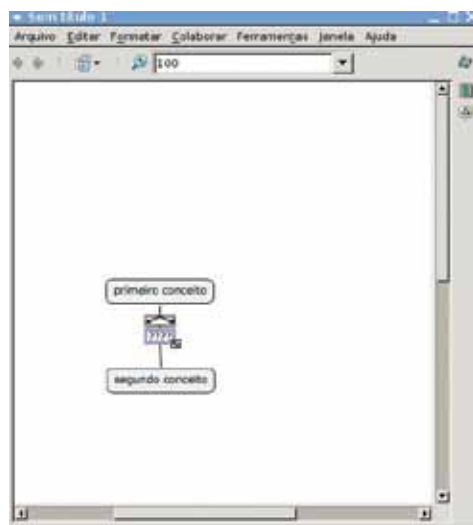 Sem título 1
Arquivo Editar Formatar Colaborar Ferramentas Janela Ajuda
100
primeiro conceito
????
segundo conceito